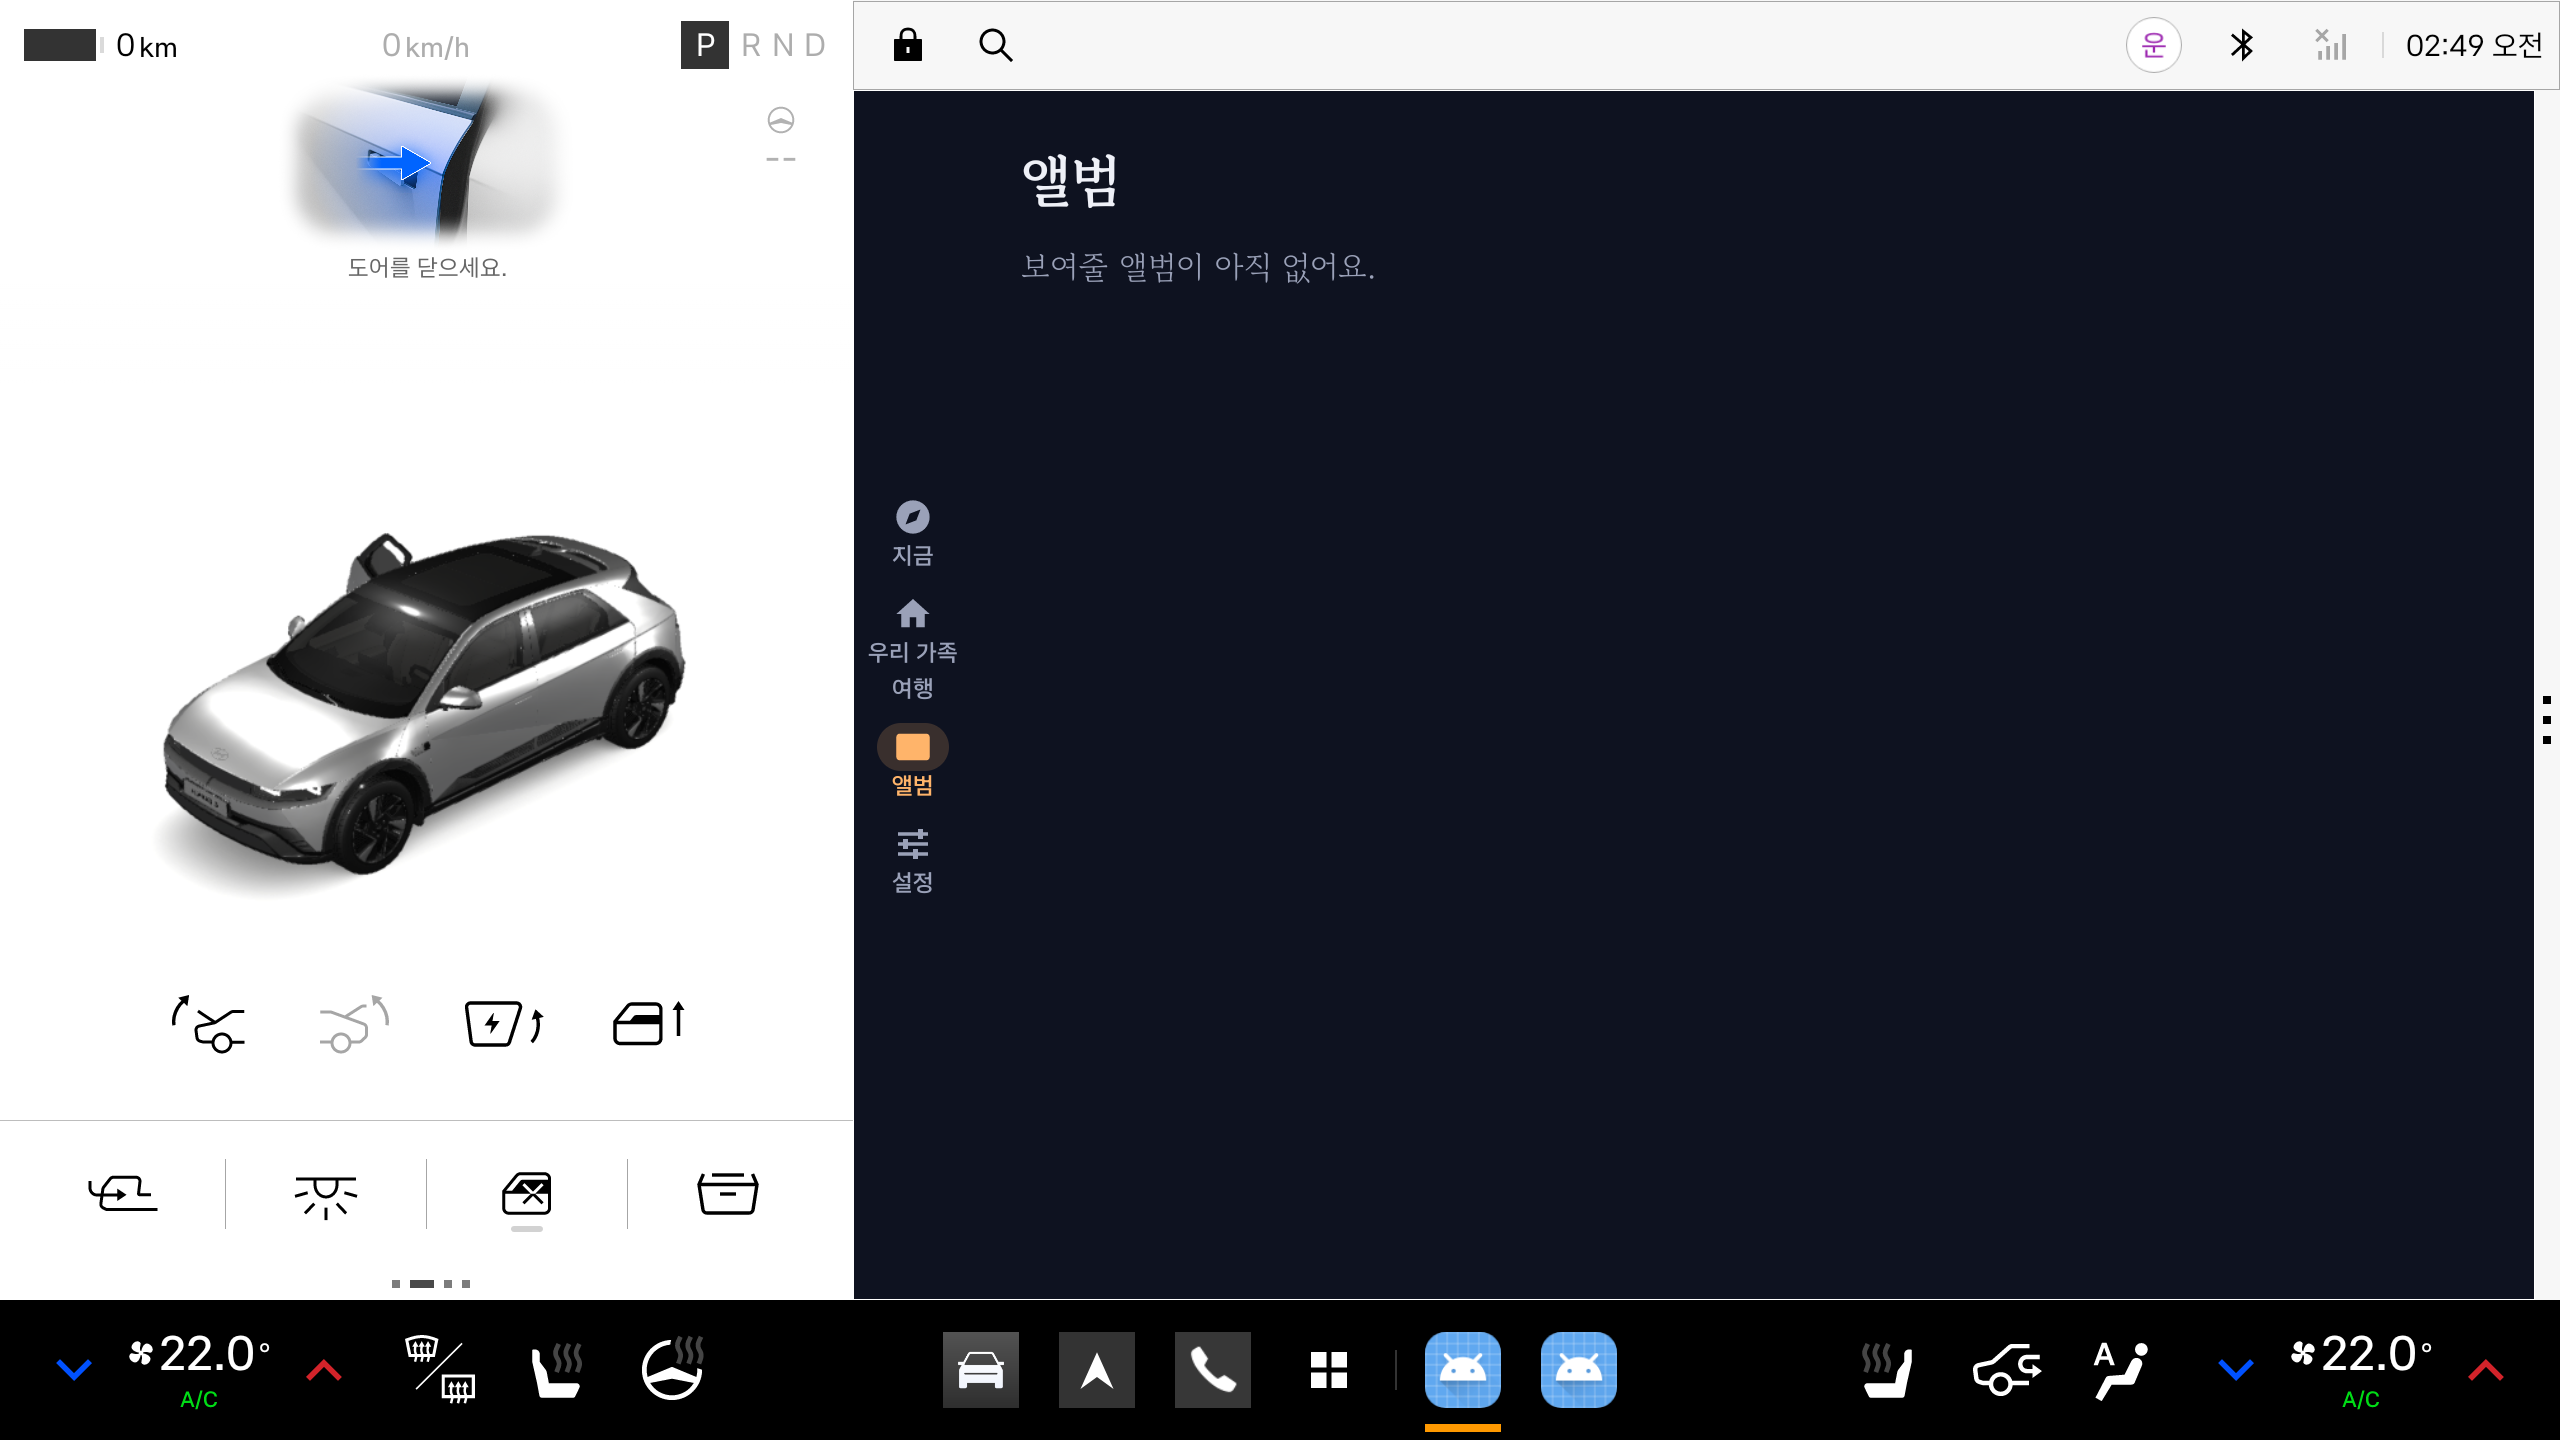 0 km
0 km/h
P R N D
운
02:49 오전
도어를 닫으세요.
앨범
보여줄 앨범이 아직 없어요.
지금
우리 가족
여행
앨범
설정
22.0°
A/C
A
22.0°
A/C